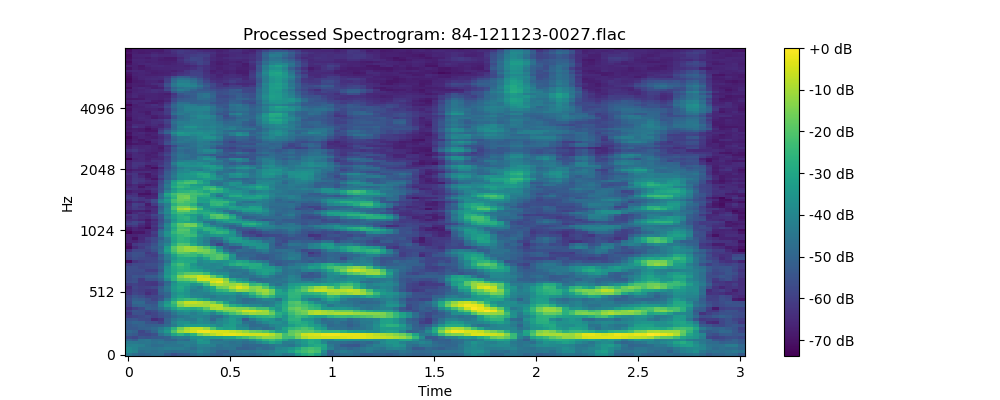 Processed Spectrogram: 84-121123-0027.flac
+0 dB
-10 dB
-20 dB
-30 dB
-40 dB
-50 dB
-60 dB
-70 dB
4096
2048
1024
512
0
Hz
0 0.5 1 1.5 2 2.5 3
Time